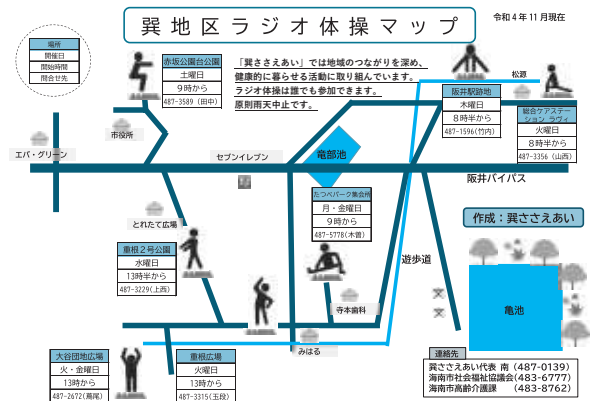 巽地区ラジオ体操マップ
令和4年11月現在
場所
開催日
開始時間
問合せ先
赤坂公園台公園
土曜日
9時から
487-3589（田中）
「巽ささえあい」では地域のつながりを深め、
健康的に暮らせる活動に取り組んでいます。
ラジオ体操は誰でも参加できます。
原則雨天中止です。
阪井駅跡地
木曜日
8時半から
487-1596(竹内)
松源
総合ケアステー
ション ラヴィ
火曜日
8時半から
487-3356（山西）
市役所
エバ・グリーン
セブンイレブン
竜部池
阪井バイパス
たつべパーク集会所
月・金曜日
9時から
487-5778(木曽)
作成：巽ささえあい
とれたて広場
重根2号公園
水曜日
13時半から
487-3229(上西)
遊歩道
亀池
寺本歯科
みはる
大谷団地広場
火・金曜日
13時から
487-2672(蔦尾)
重根広場
火曜日
13時から
487-3315(玉段)
連絡先
巽ささえあい代表 南（487-0139）
海南市社会福祉協議会(483-6777)
海南市高齢介護課　（483-8762）